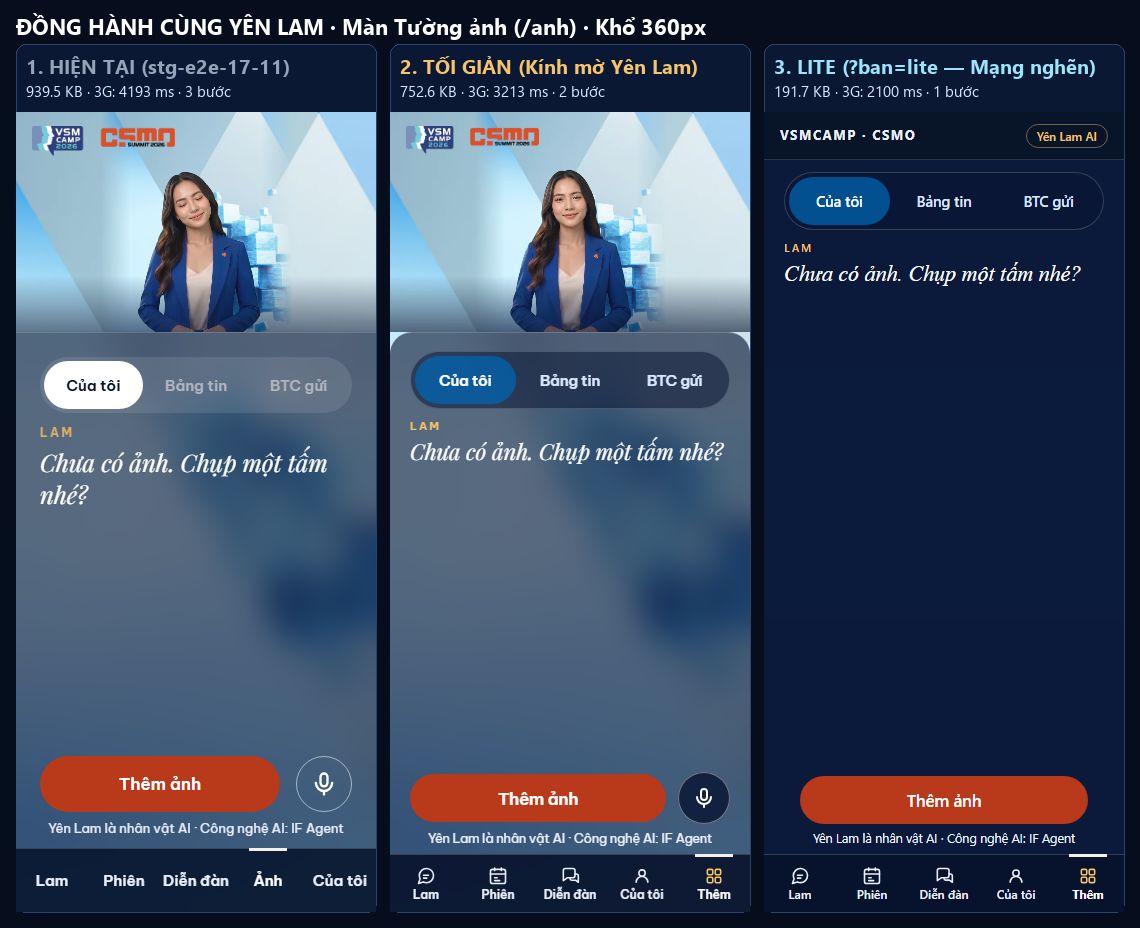 ĐỒNG HÀNH CÙNG YÊN LAM · Màn Tường ảnh (/anh) · Khổ 360px
1. HIỆN TẠI (stg-e2e-17-11)
939.5 KB · 3G: 4193 ms · 3 bước
VSM
CAMP
2026
CSMO
SUMMIT 2026
Của tôi
Bảng tin
BTC gửi
LAM
Chưa có ảnh. Chụp một tấm
nhé?
Thêm ảnh
Yên Lam là nhân vật AI · Công nghệ AI: IF Agent
Lam
Phiên
Diễn đàn
Ảnh
Của tôi
2. TỐI GIẢN (Kính mờ Yên Lam)
752.6 KB · 3G: 3213 ms · 2 bước
VSM
CAMP
2026
CSMO
SUMMIT 2026
Của tôi
Bảng tin
BTC gửi
LAM
Chưa có ảnh. Chụp một tấm nhé?
Thêm ảnh
Yên Lam là nhân vật AI · Công nghệ AI: IF Agent
Lam
Phiên
Diễn đàn
Của tôi
Thêm
3. LITE (?ban=lite — Mạng nghẽn)
191.7 KB · 3G: 2100 ms · 1 bước
VSMCAMP · CSMO
Yên Lam AI
Của tôi
Bảng tin
BTC gửi
LAM
Chưa có ảnh. Chụp một tấm nhé?
Thêm ảnh
Yên Lam là nhân vật AI · Công nghệ AI: IF Agent
Lam
Phiên
Diễn đàn
Của tôi
Thêm